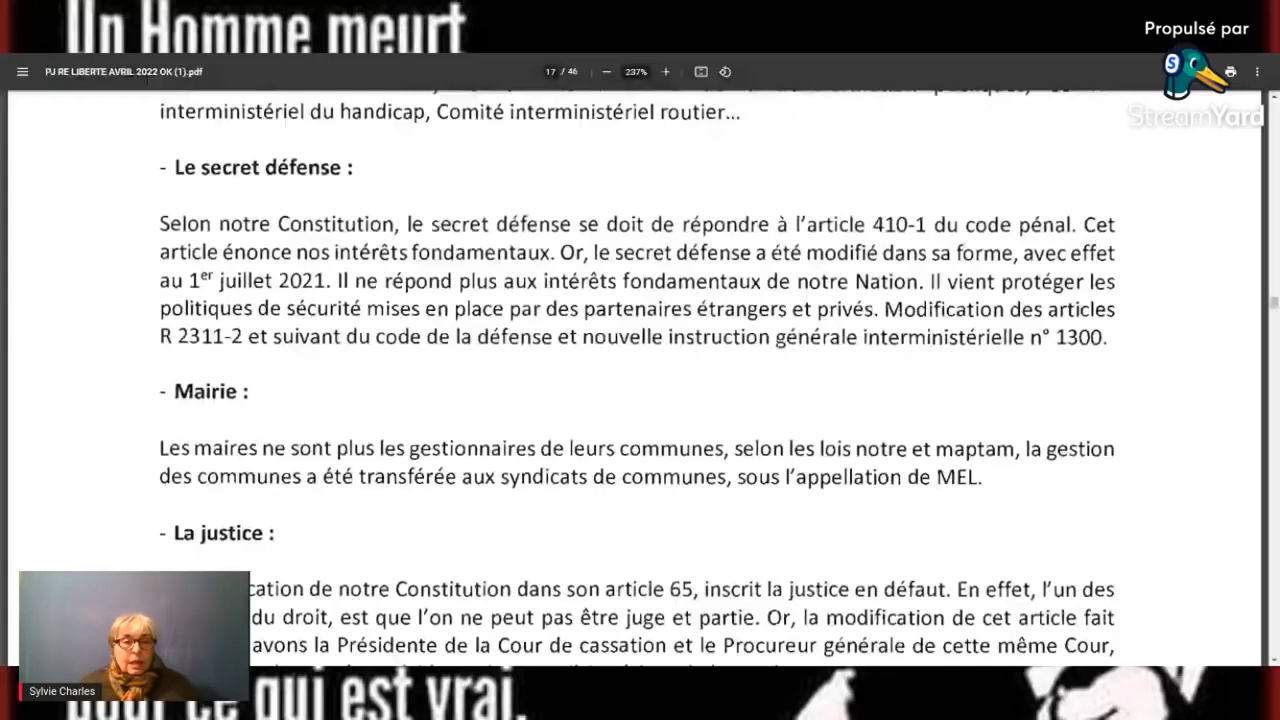 Un Homme meurt
Propulsé par
StreamYard
PJ RE LIBERTE AVRIL 2022 OK (1).pdf
17 / 46
237%
interministériel du handicap, Comité interministériel routier...
- Le secret défense :
Selon notre Constitution, le secret défense se doit de répondre à l'article 410-1 du code pénal. Cet
article énonce nos intérêts fondamentaux. Or, le secret défense a été modifié dans sa forme, avec effet
au 1er juillet 2021. Il ne répond plus aux intérêts fondamentaux de notre Nation. Il vient protéger les
politiques de sécurité mises en place par des partenaires étrangers et privés. Modification des articles
R 2311-2 et suivant du code de la défense et nouvelle instruction générale interministérielle n° 1300.
- Mairie :
Les maires ne sont plus les gestionnaires de leurs communes, selon les lois notre et maptam, la gestion
des communes a été transférée aux syndicats de communes, sous l'appellation de MEL.
- La justice :
cation de notre Constitution dans son article 65, inscrit la justice en défaut. En effet, l'un des
du droit, est que l'on ne peut pas être juge et partie. Or, la modification de cet article fait
avons la Présidente de la Cour de cassation et le Procureur générale de cette même Cour,
Sylvie Charles
pour ce qui est vrai.